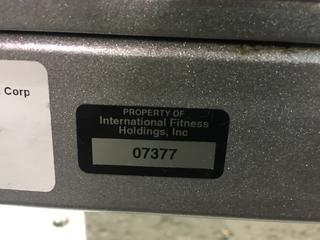 Corp
PROPERTY OF
International Fitness
Holdings, Inc
07377